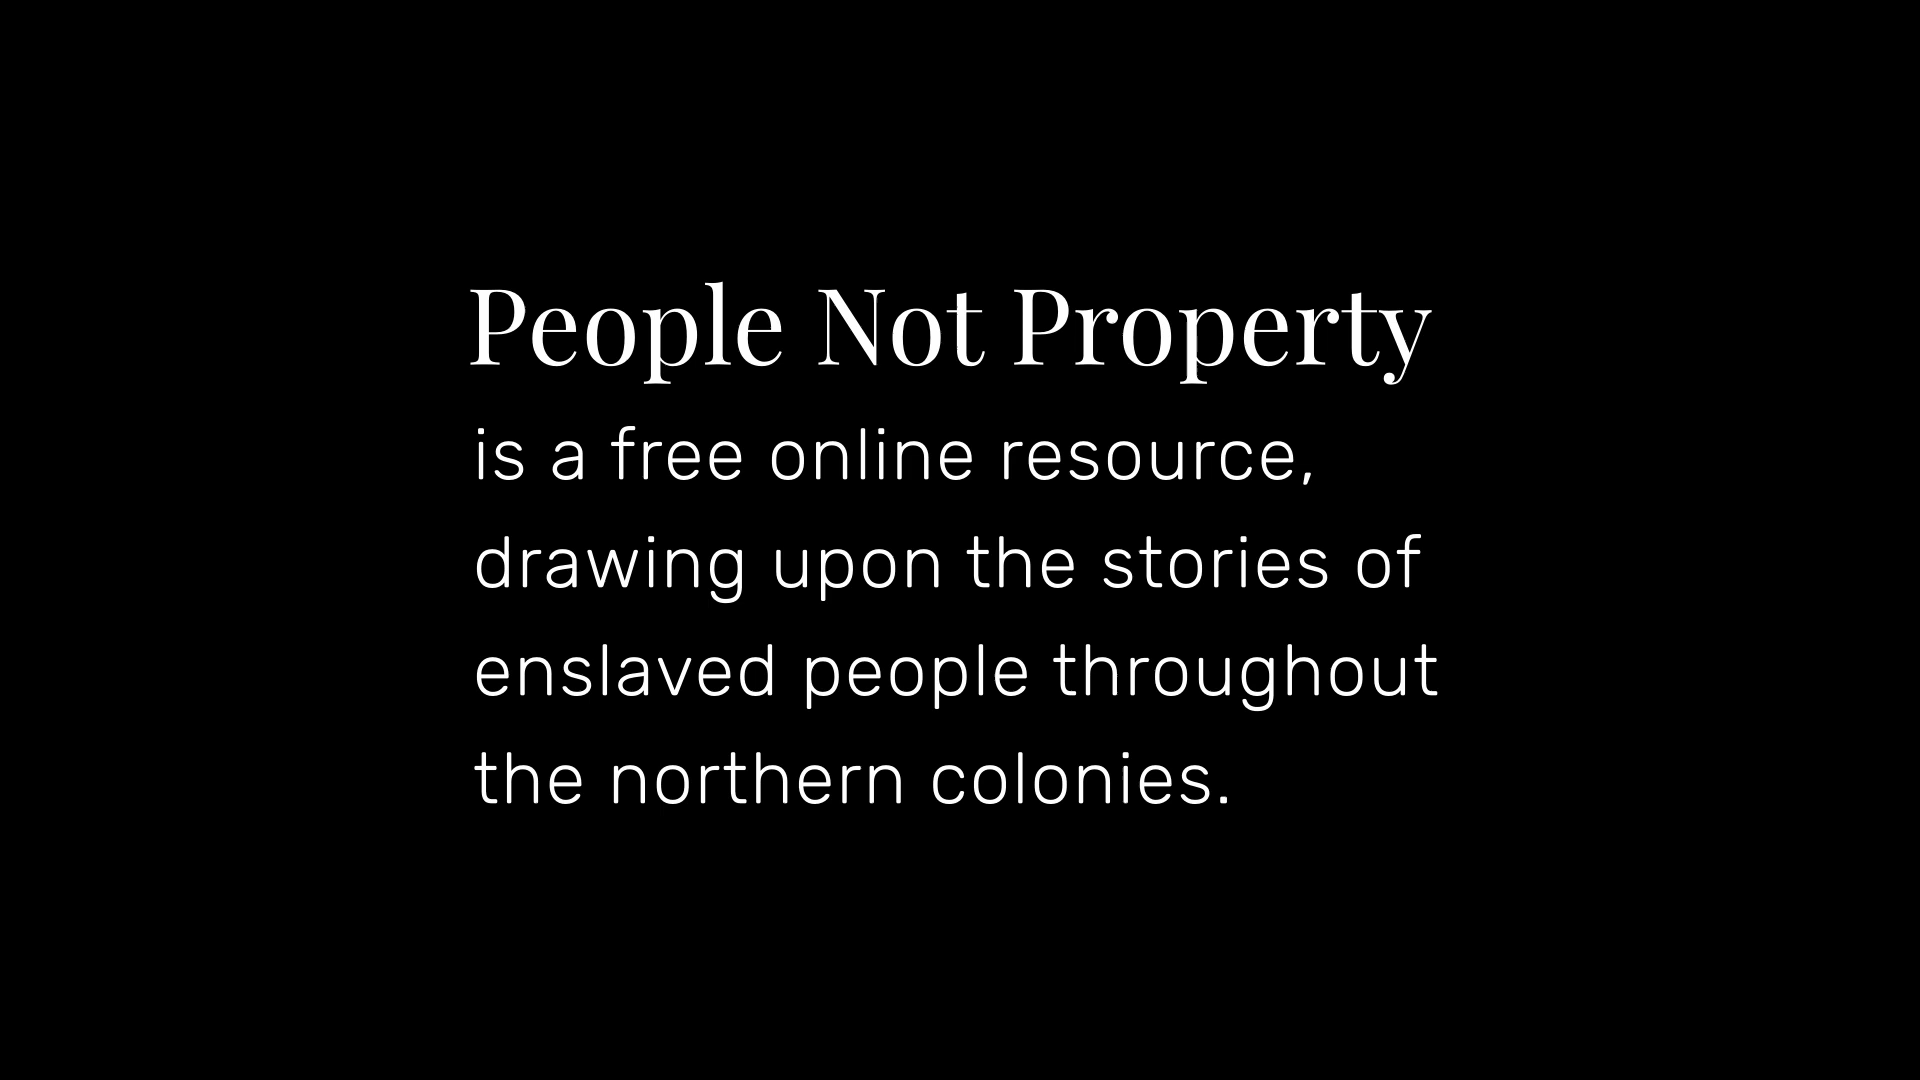 People Not Property
is a free online resource,
drawing upon the stories of
enslaved people throughout
the northern colonies.